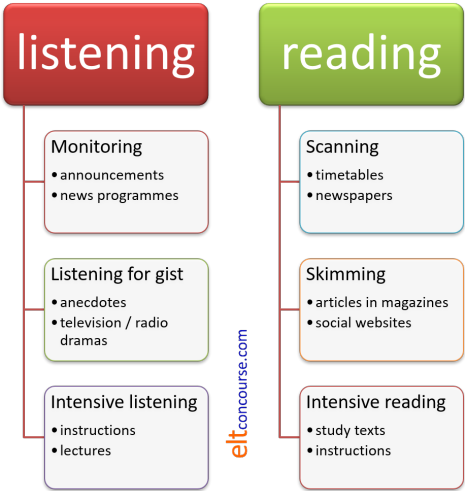 listening
Monitoring
• announcements
• news programmes
Listening for gist
• anecdotes
• television / radio
dramas
Intensive listening
• instructions
• lectures
reading
Scanning
• timetables
• newspapers
Skimming
• articles in magazines
• social websites
Intensive reading
• study texts
• instructions
eltconcourse.com